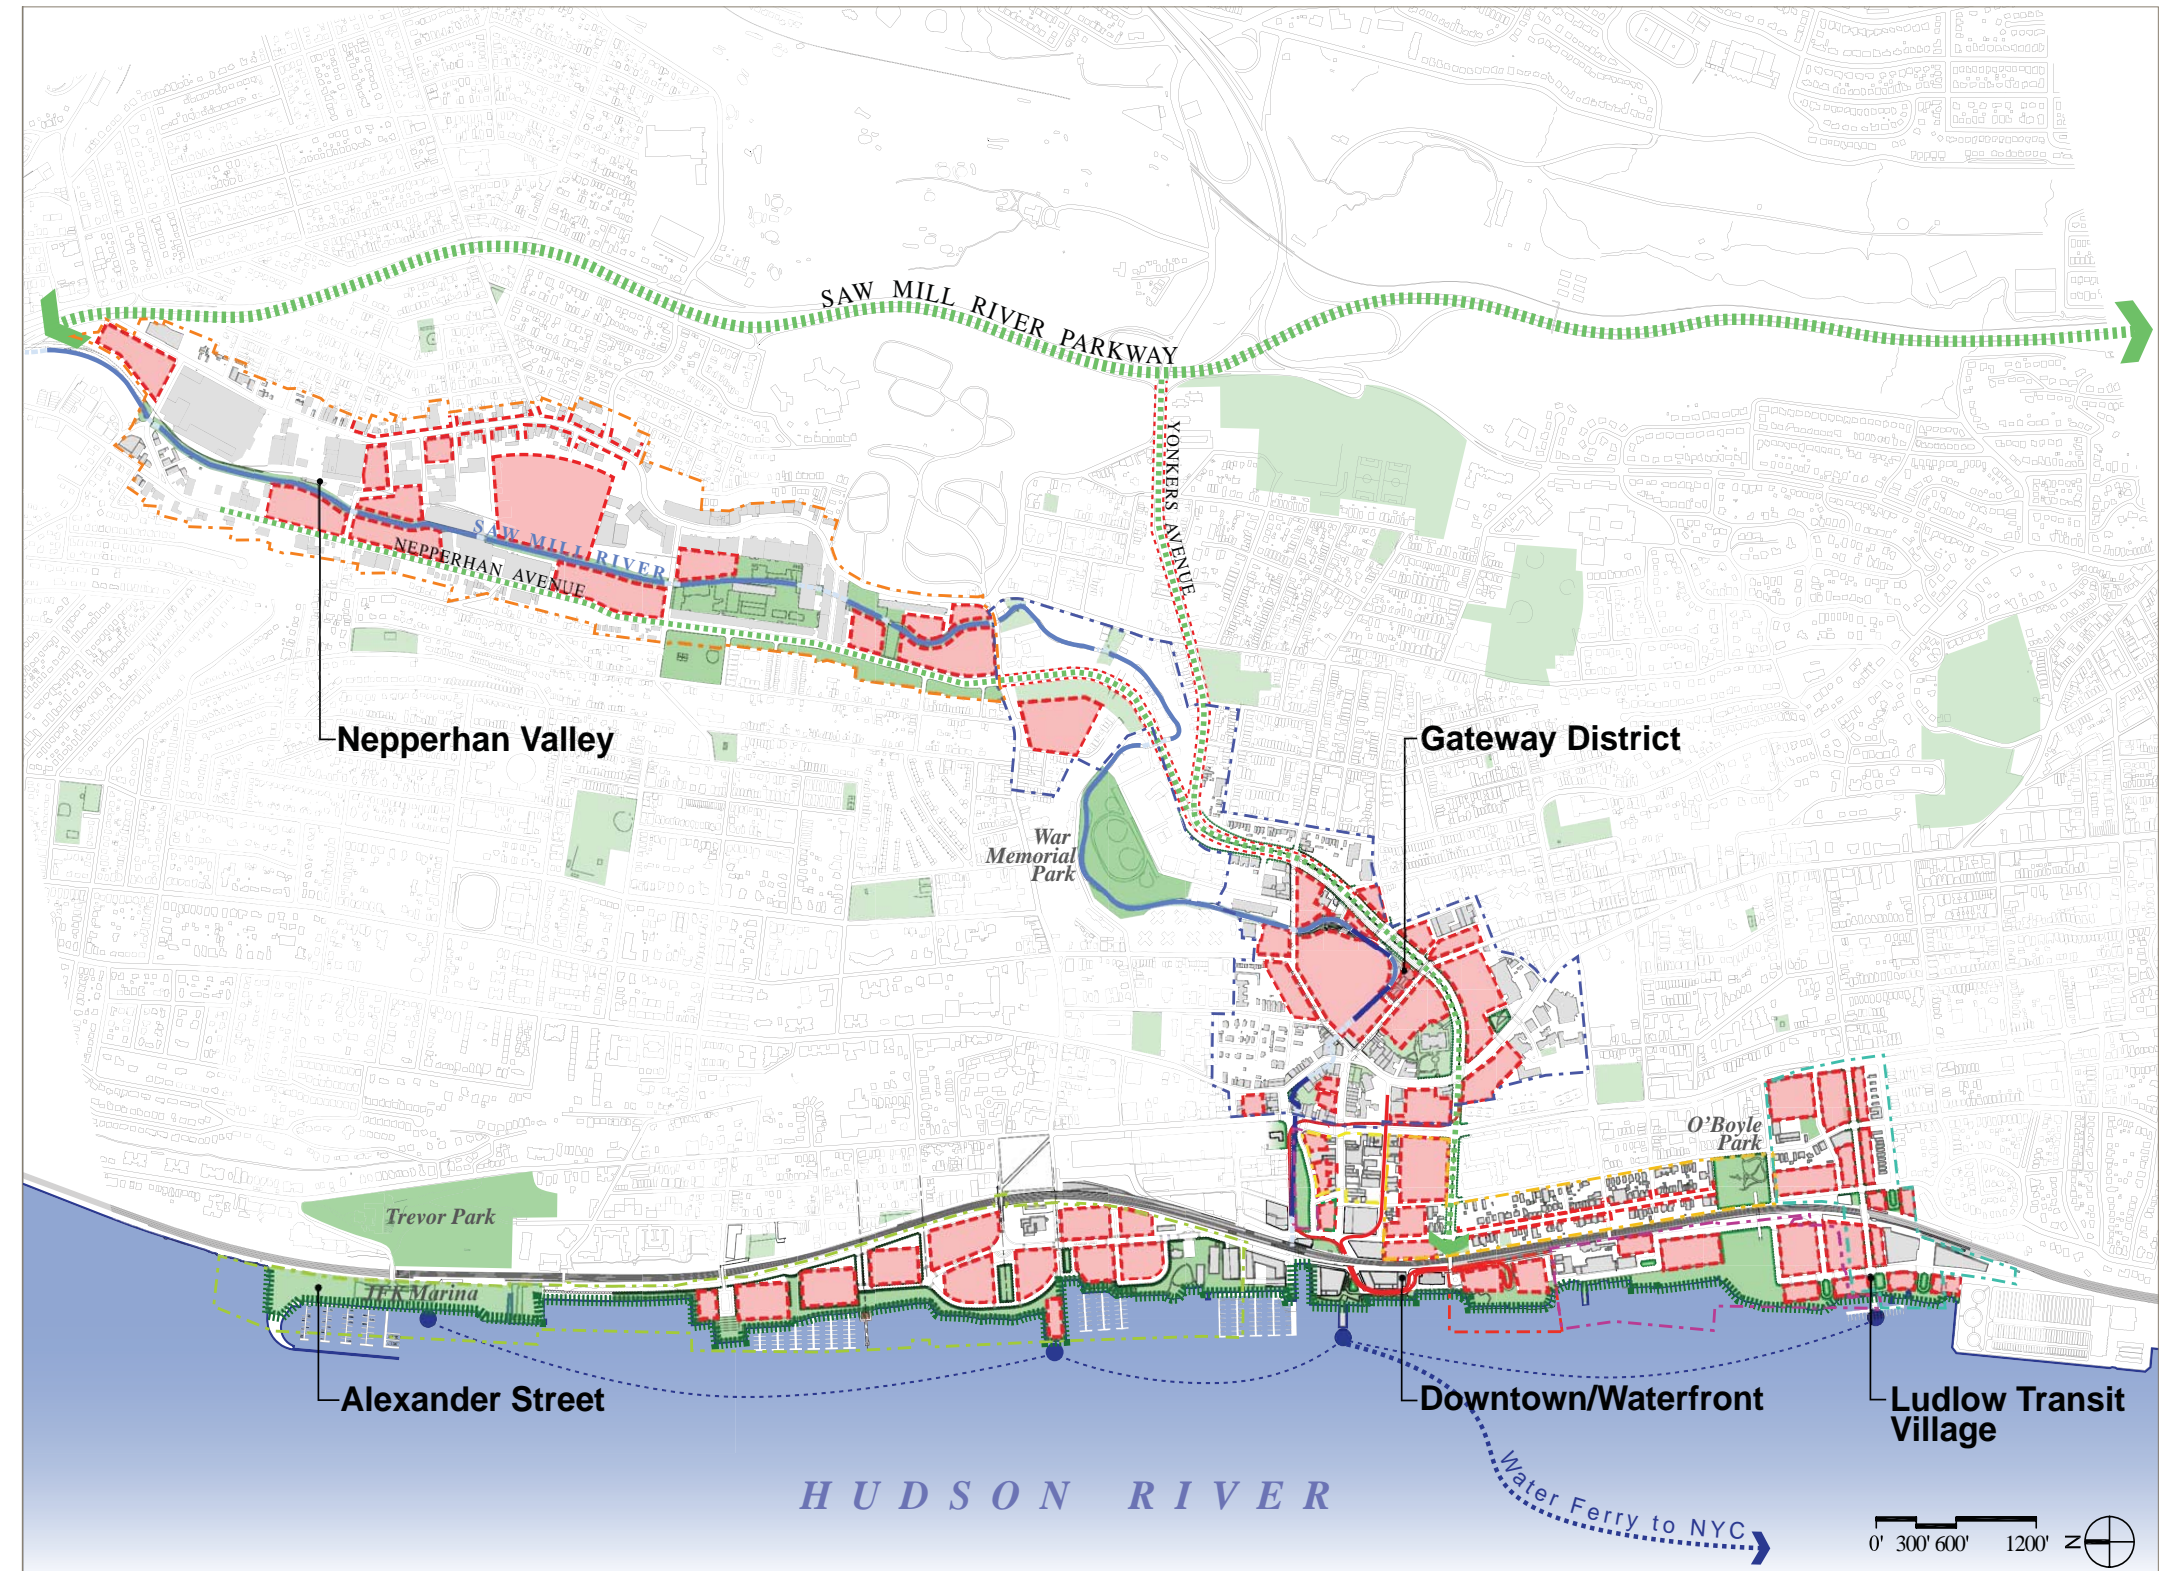 SAW MILL RIVER PARKWAY
YONKERS AVENUE
SAW MILL RIVER
NEPPERHAN AVENUE
Nepperhan Valley
Gateway District
War
Memorial
Park
O'Boyle
Park
Trevor Park
JFK Marina
Alexander Street
Downtown/Waterfront
Ludlow Transit
Village
HUDSON RIVER
Water Ferry to NYC
0' 300' 600' 1200'
N